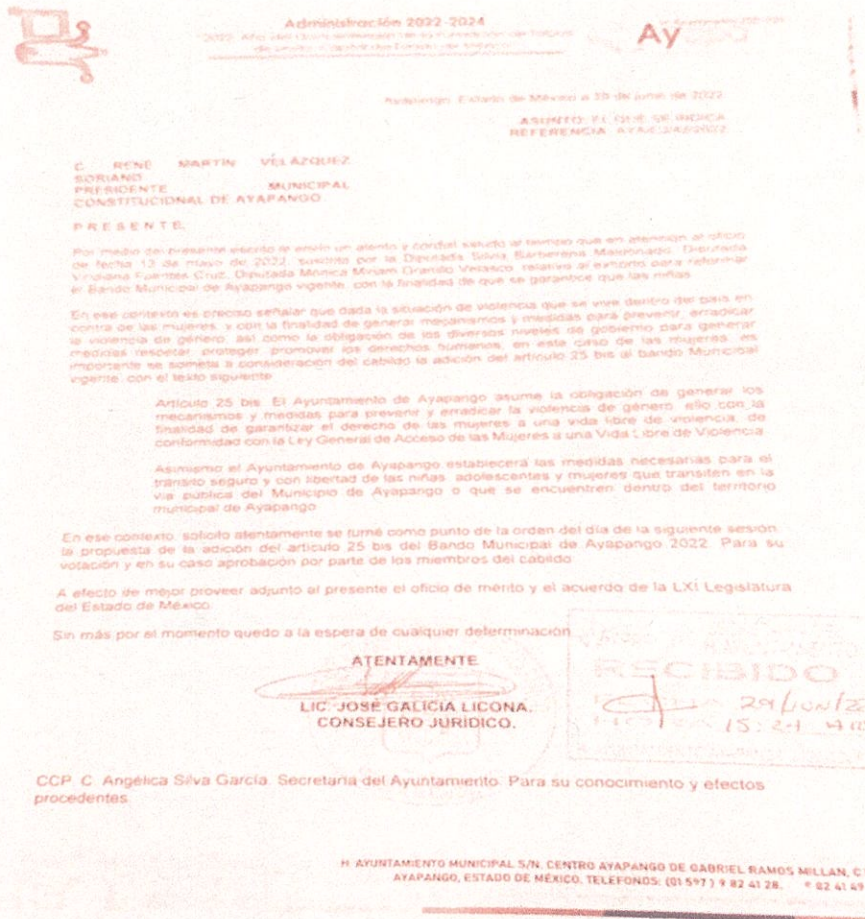 Administración 2022-2024
Ay
Ayapango, Estado de México a 29 de junio de 2022
ASUNTO: EL QUE SE INDICA
REFERENCIA:
C. RENÉ MARTÍN VELÁZQUEZ
SORIANO
PRESIDENTE MUNICIPAL
CONSTITUCIONAL DE AYAPANGO
P R E S E N T E.
Por medio del presente escrito le envío un atento y cordial saludo al tiempo que en atención al oficio
de fecha 13 de mayo de 2022, suscrito por la Diputada Silvia Barberena Maldonado, Diputada
Viridiana Fuentes Cruz, Diputada Mónica Miriam Granillo Velasco, relativo al exhorto para reformar
el Bando Municipal de Ayapango vigente, con la finalidad de que se garantice que las niñas
En ese contexto es preciso señalar que dada la situación de violencia que se vive dentro del país en
contra de las mujeres, y con la finalidad de generar mecanismos y medidas para prevenir, erradicar
la violencia de género, así como la obligación de los diversos niveles de gobierno para generar
medidas respetar, proteger, promover los derechos humanos, en este caso de las mujeres, es
importante se someta a consideración del cabildo la adición del artículo 25 bis al bando Municipal
vigente, con el texto siguiente
Artículo 25 bis. El Ayuntamiento de Ayapango asume la obligación de generar los
mecanismos y medidas para prevenir y erradicar la violencia de género, ello con la
finalidad de garantizar el derecho de las mujeres a una vida libre de violencia, de
conformidad con la Ley General de Acceso de las Mujeres a una Vida Libre de Violencia
Asimismo el Ayuntamiento de Ayapango establecerá las medidas necesarias para el
tránsito seguro y con libertad de las niñas, adolescentes y mujeres que transiten en la
vía pública del Municipio de Ayapango o que se encuentren dentro del territorio
municipal de Ayapango
En ese contexto, solicito atentamente se turne como punto de la orden del día de la siguiente sesión,
la propuesta de la adición del artículo 25 bis del Bando Municipal de Ayapango 2022. Para su
votación y en su caso aprobación por parte de los miembros del cabildo
A efecto de mejor proveer adjunto al presente el oficio de mérito y el acuerdo de la LXI Legislatura
del Estado de México
Sin más por el momento quedo a la espera de cualquier determinación
ATENTAMENTE
LIC. JOSÉ GALICIA LICONA.
CONSEJERO JURÍDICO.
RECIBIDO
29/JUN/22
15:21
CCP. C. Angélica Silva García. Secretaria del Ayuntamiento. Para su conocimiento y efectos
procedentes
H. AYUNTAMIENTO MUNICIPAL S/N, CENTRO AYAPANGO DE GABRIEL RAMOS MILLAN, C
AYAPANGO, ESTADO DE MÉXICO, TELEFONOS: (01 597) 9 82 41 28. 82 41 49